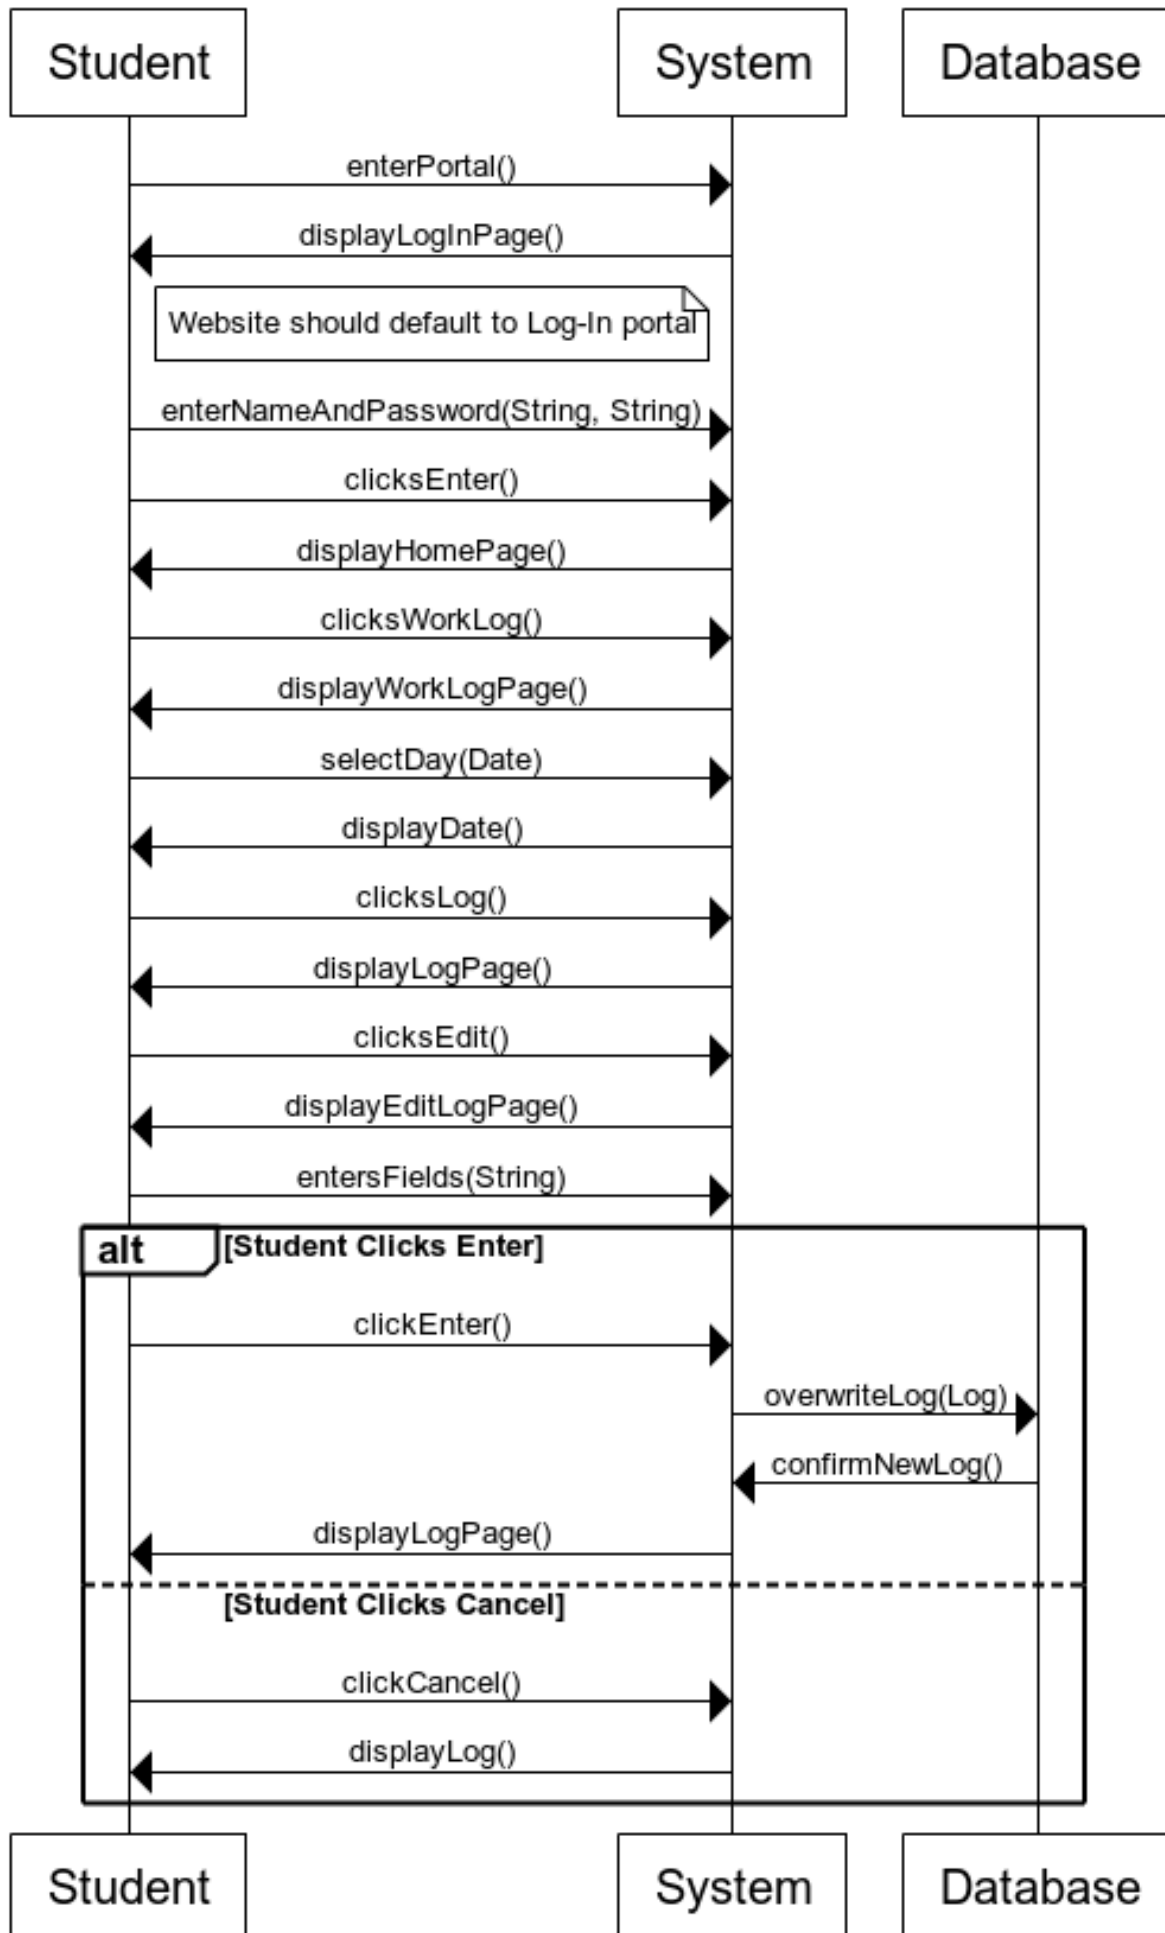 Student System Database
enterPortal()
displayLogInPage()
Website should default to Log-In portal
enterNameAndPassword(String, String)
clicksEnter()
displayHomePage()
clicksWorkLog()
displayWorkLogPage()
selectDay(Date)
displayDate()
clicksLog()
displayLogPage()
clicksEdit()
displayEditLogPage()
entersFields(String)
alt [Student Clicks Enter]
clickEnter()
overwriteLog(Log)
confirmNewLog()
displayLogPage()
[Student Clicks Cancel]
clickCancel()
displayLog()
Student System Database